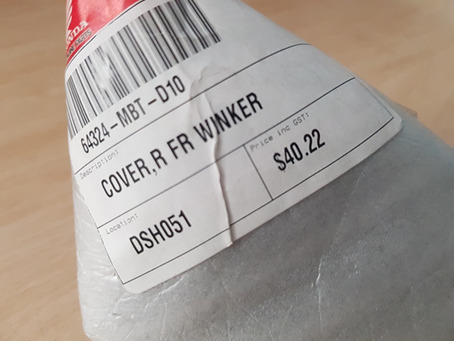 64324-MBT-D10
Description:
COVER,R FR WINKER
Location:
DSH051
Price inc GST:
$40.22